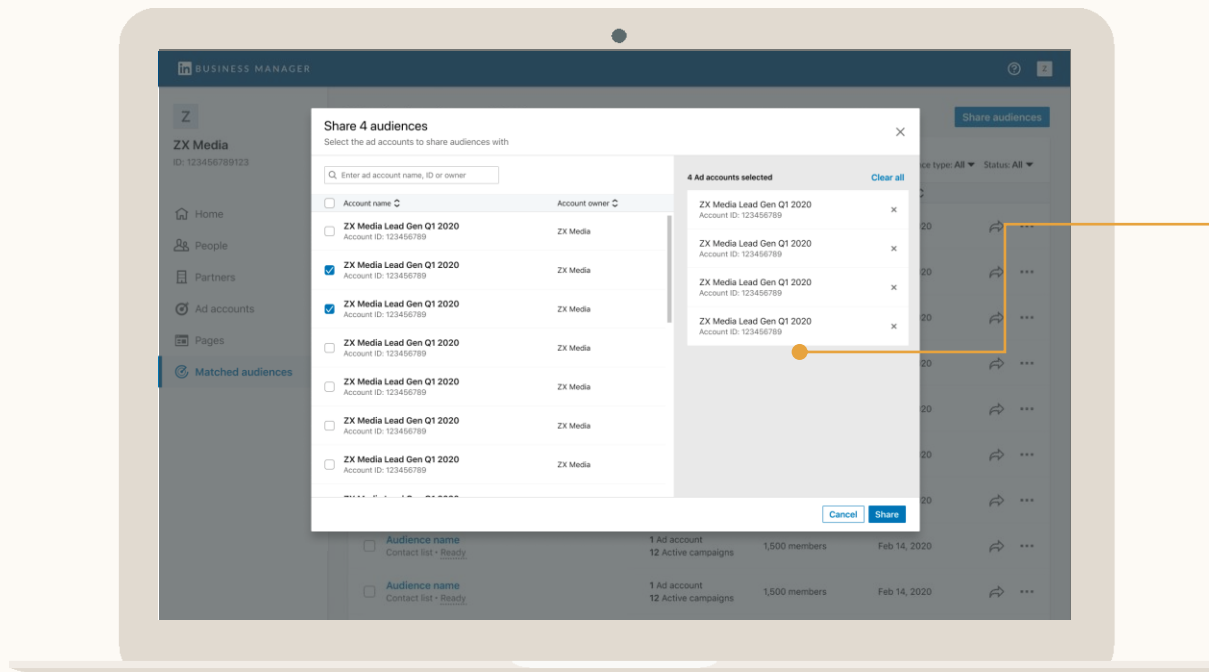 in BUSINESS MANAGER
Z
Z
ZX Media
ID: 123456789123
Home
People
Partners
Ad accounts
Pages
Matched audiences
Share audiences
ce type: All Status: All
Share 4 audiences
Select the ad accounts to share audiences with
Enter ad account name, ID or owner
Account name Account owner
ZX Media Lead Gen Q1 2020
Account ID: 123456789
ZX Media
ZX Media Lead Gen Q1 2020
Account ID: 123456789
ZX Media
ZX Media Lead Gen Q1 2020
Account ID: 123456789
ZX Media
ZX Media Lead Gen Q1 2020
Account ID: 123456789
ZX Media
ZX Media Lead Gen Q1 2020
Account ID: 123456789
ZX Media
ZX Media Lead Gen Q1 2020
Account ID: 123456789
ZX Media
ZX Media Lead Gen Q1 2020
Account ID: 123456789
ZX Media
4 Ad accounts selected Clear all
ZX Media Lead Gen Q1 2020
Account ID: 123456789
ZX Media Lead Gen Q1 2020
Account ID: 123456789
ZX Media Lead Gen Q1 2020
Account ID: 123456789
ZX Media Lead Gen Q1 2020
Account ID: 123456789
Cancel Share
20
20
20
20
20
20
20
Audience name
Contact list • Ready
1 Ad account
12 Active campaigns
1,500 members
Feb 14, 2020
Audience name
Contact list • Ready
1 Ad account
12 Active campaigns
1,500 members
Feb 14, 2020